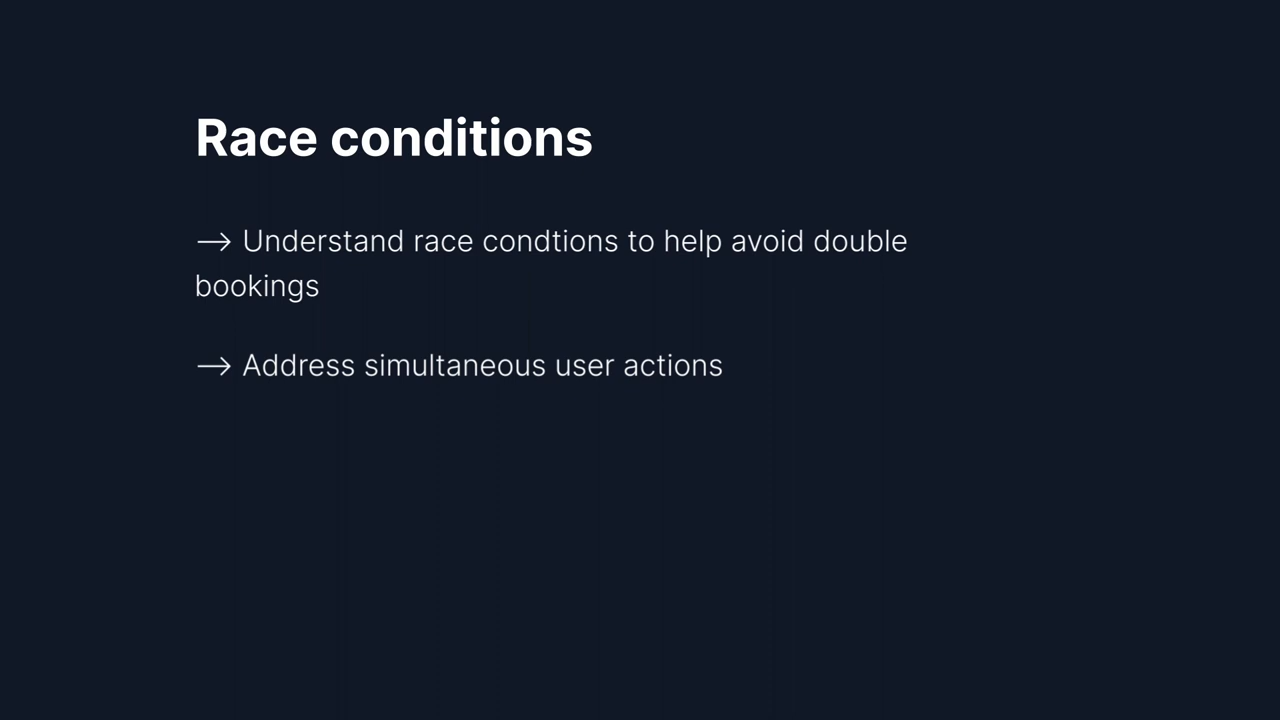 Race conditions
→ Understand race condtions to help avoid double
bookings
→ Address simultaneous user actions